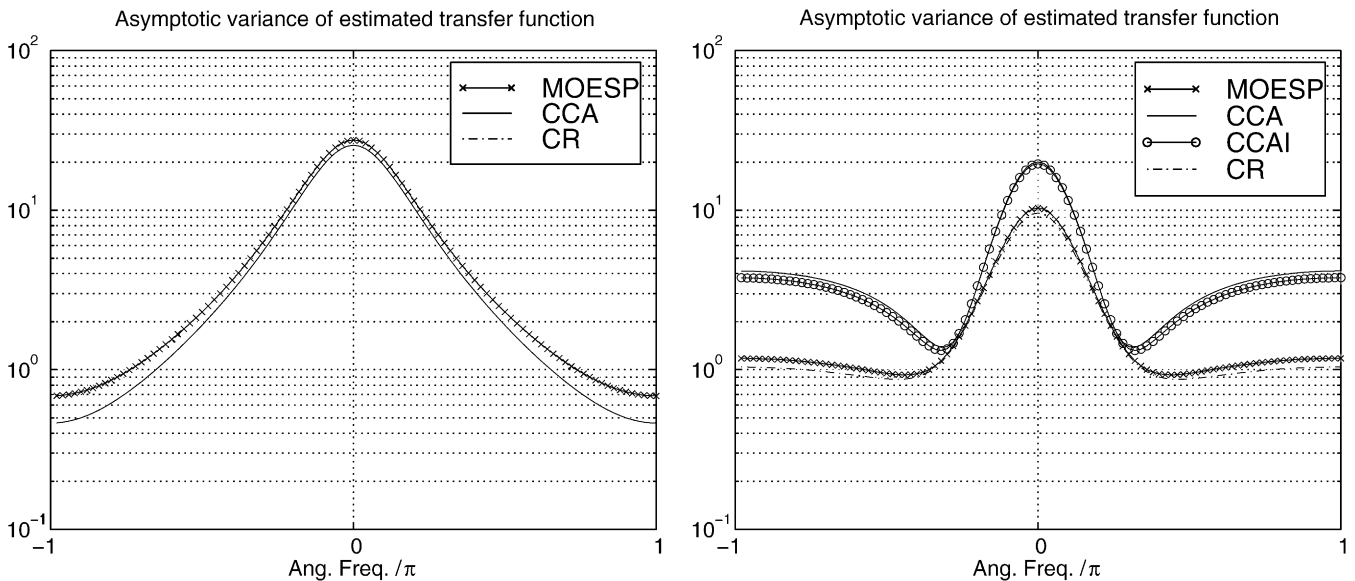 Asymptotic variance of estimated transfer function
10^2
10^1
10^0
10^-1
MOESP
CCA
CR
−1
0
1
Ang. Freq. /π
Asymptotic variance of estimated transfer function
10^2
10^1
10^0
10^-1
MOESP
CCA
CCAI
CR
−1
0
1
Ang. Freq. /π